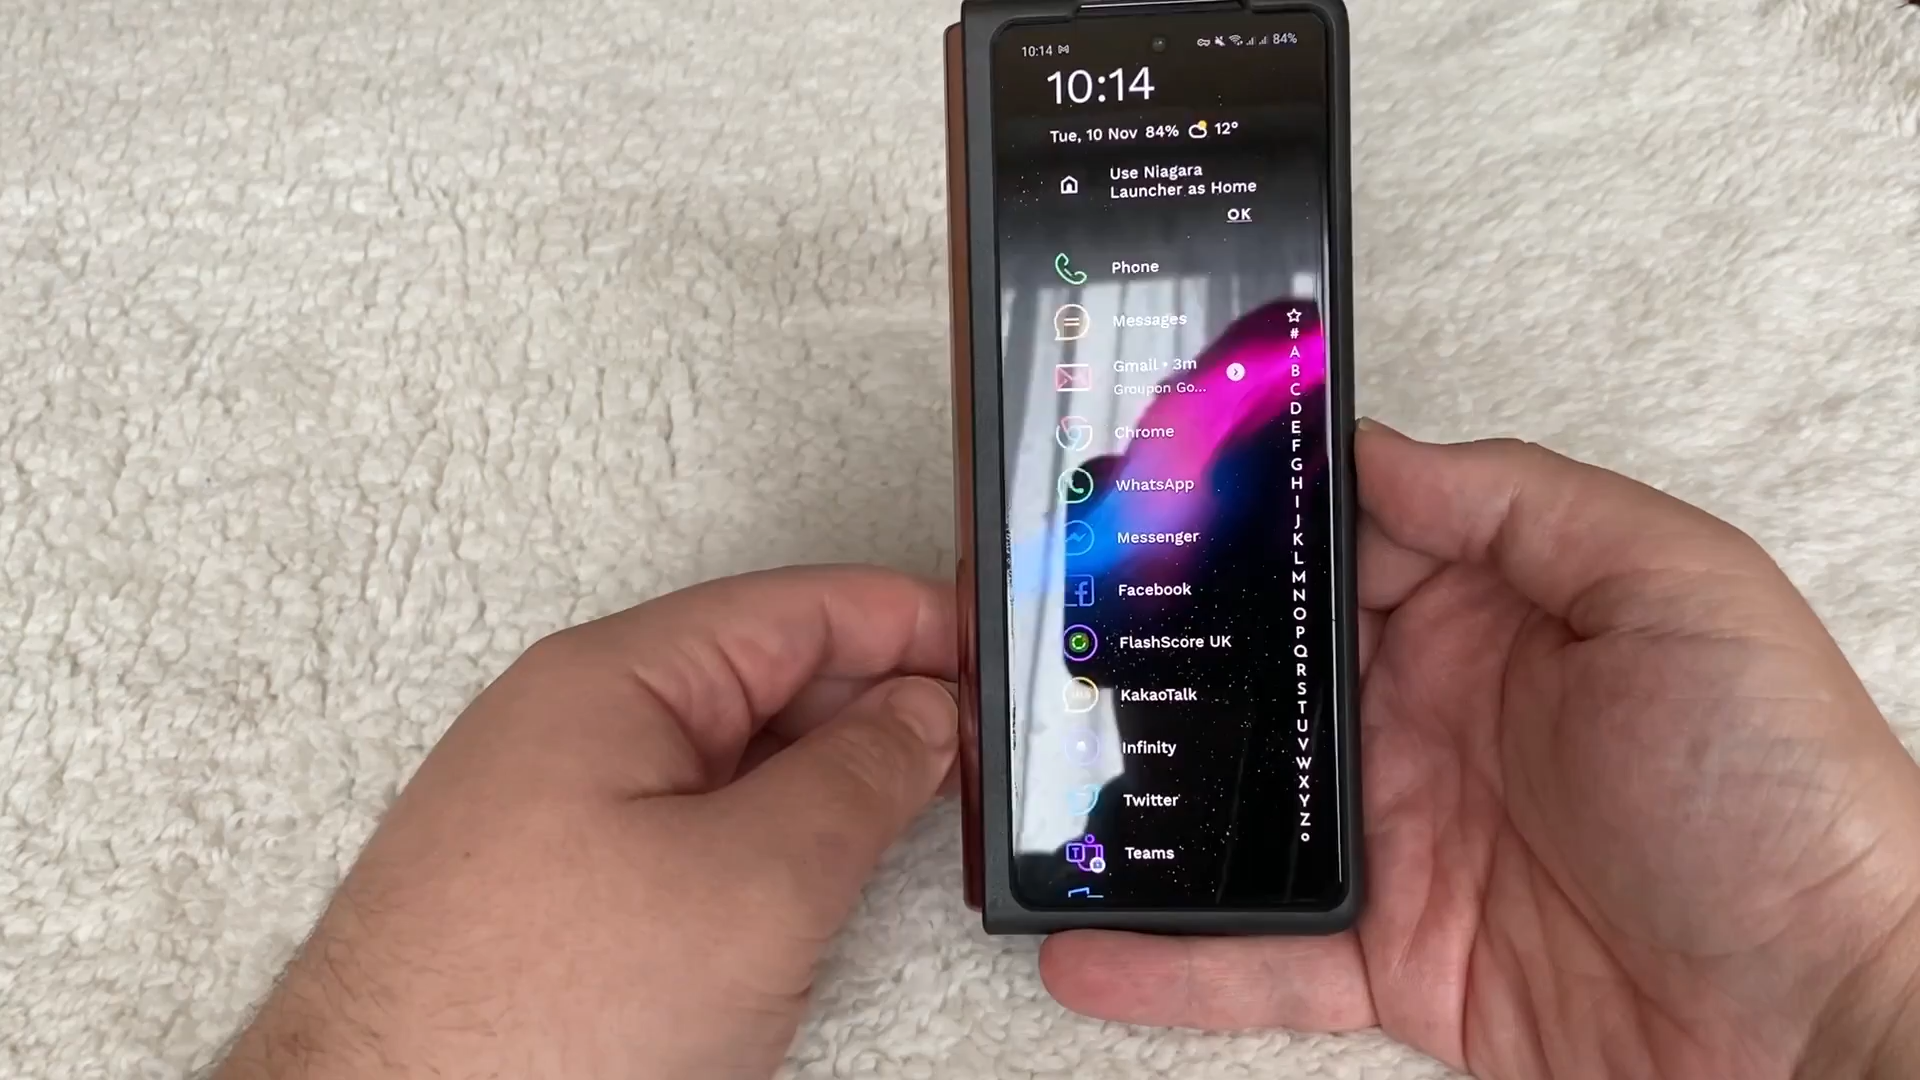 10:14
84%
10:14
Tue, 10 Nov 84% 12°
Use Niagara
Launcher as Home
OK
Phone
Messages
Gmail • 3m
Groupon Go...
Chrome
WhatsApp
Messenger
Facebook
FlashScore UK
KakaoTalk
Infinity
Twitter
Teams
#
A
B
C
D
E
F
G
H
I
J
K
L
M
N
O
P
Q
R
S
T
U
V
W
X
Y
Z